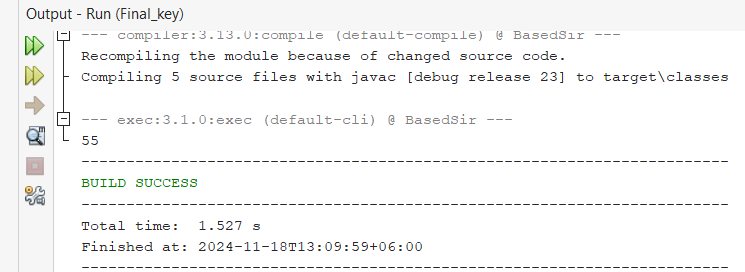 Output - Run (Final_key)
--- compiler:3.13.0:compile (default-compile) @ BasedSir ---
Recompiling the module because of changed source code.
Compiling 5 source files with javac [debug release 23] to target\classes
--- exec:3.1.0:exec (default-cli) @ BasedSir ---
55
------------------------------------------------------------------------
BUILD SUCCESS
------------------------------------------------------------------------
Total time:  1.527 s
Finished at: 2024-11-18T13:09:59+06:00
------------------------------------------------------------------------